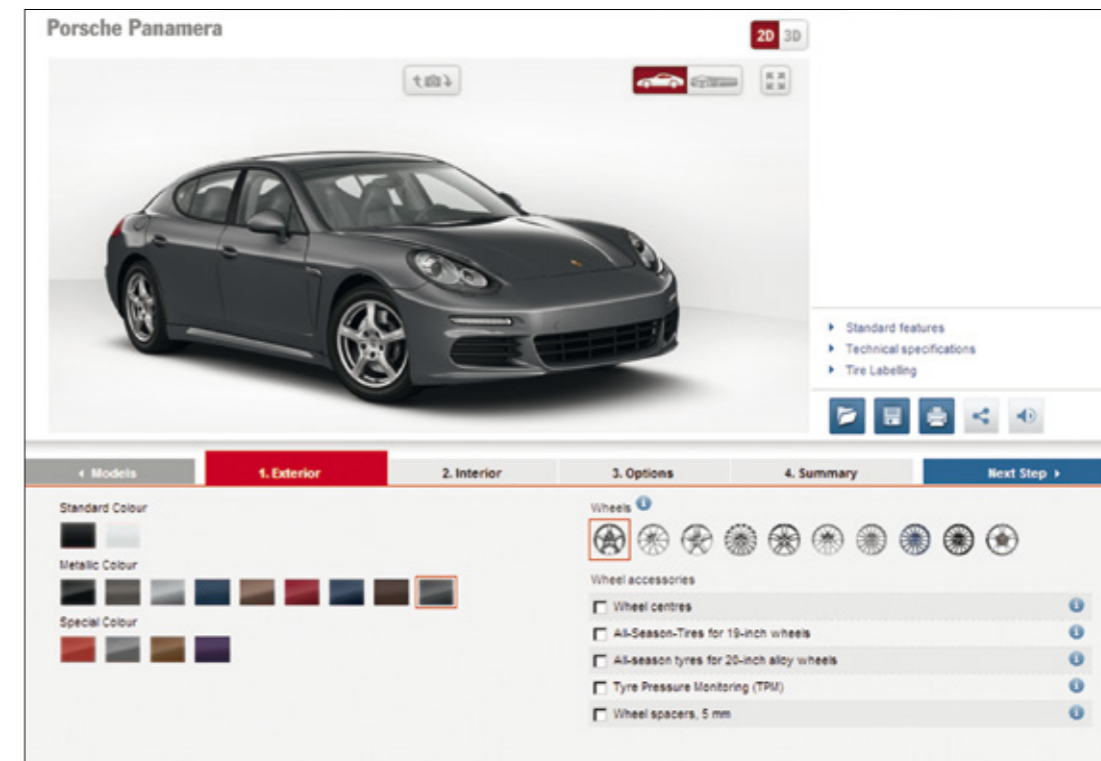 Porsche Panamera
2D 3D
Standard features
Technical specifications
Tire Labelling
Models
1. Exterior
2. Interior
3. Options
4. Summary
Next Step
Standard Colour
Metallic Colour
Special Colour
Wheels
Wheel accessories
Wheel centres
All-Season-Tires for 19-inch wheels
All-season tyres for 20-inch alloy wheels
Tyre Pressure Monitoring (TPM)
Wheel spacers, 5 mm